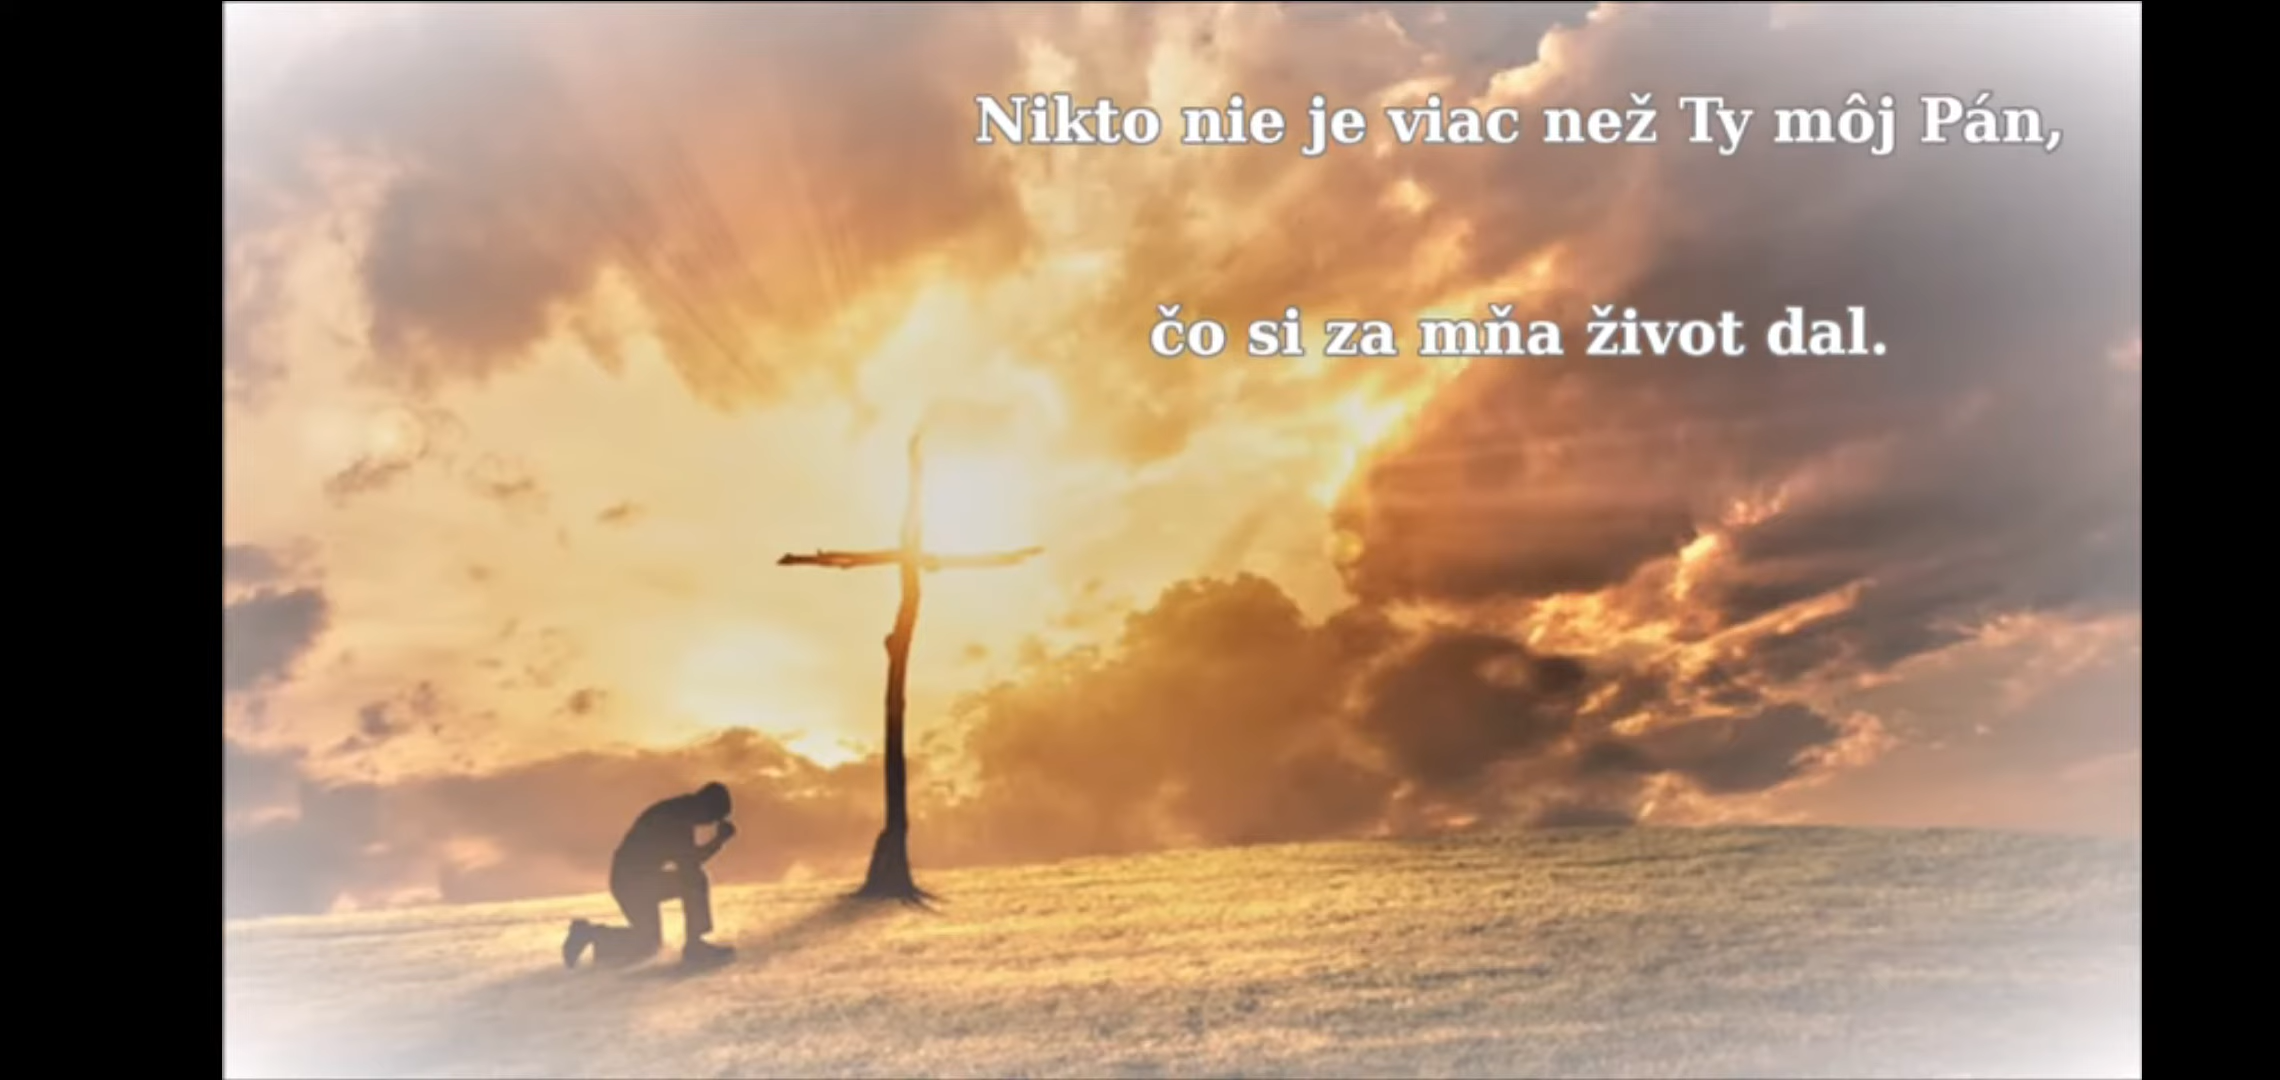 Nikto nie je viac než Ty môj Pán,
čo si za mňa život dal.